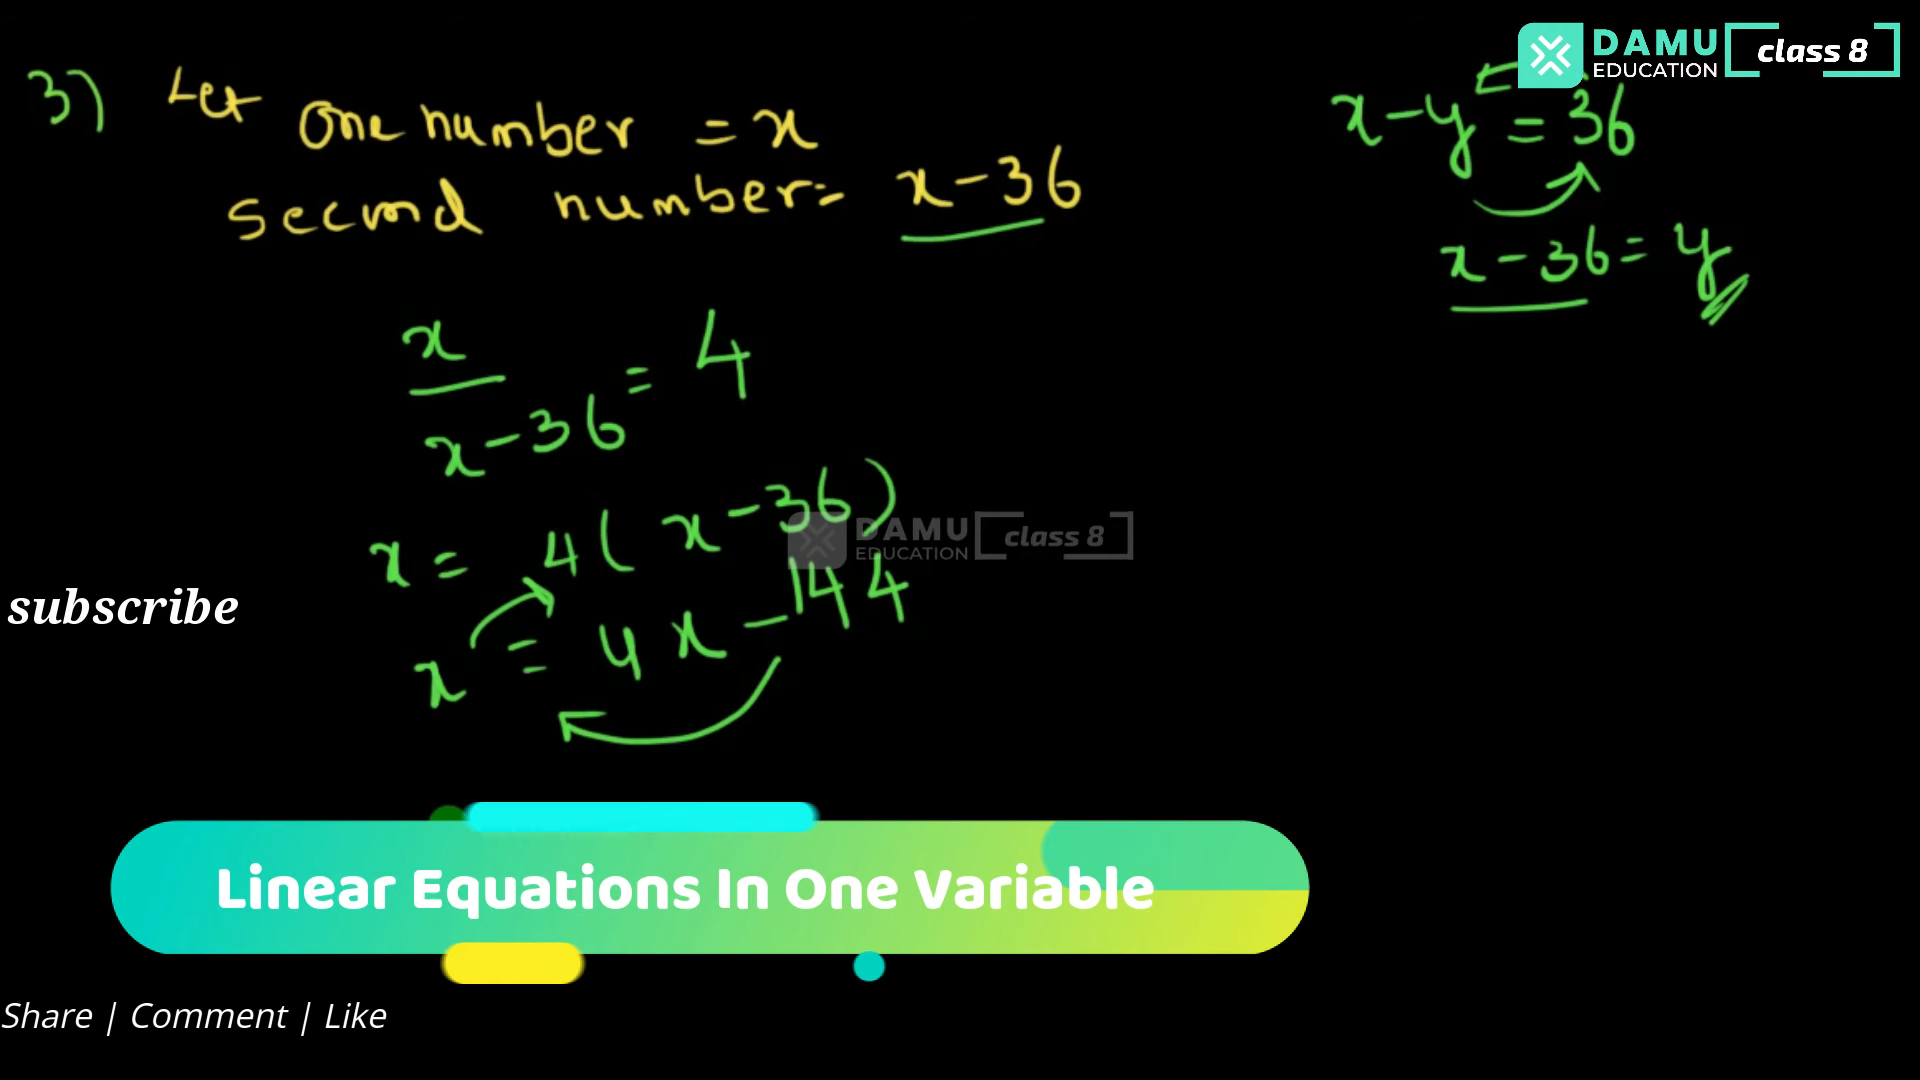 DAMU
EDUCATION
class 8
3) Let one number = x
second number = x - 36
x - y = 36
x - 36 = y
x
x - 36
= 4
x = 4 ( x - 36 )
DAMU
EDUCATION
class 8
x = 4x - 144
subscribe
Linear Equations In One Variable
Share | Comment | Like